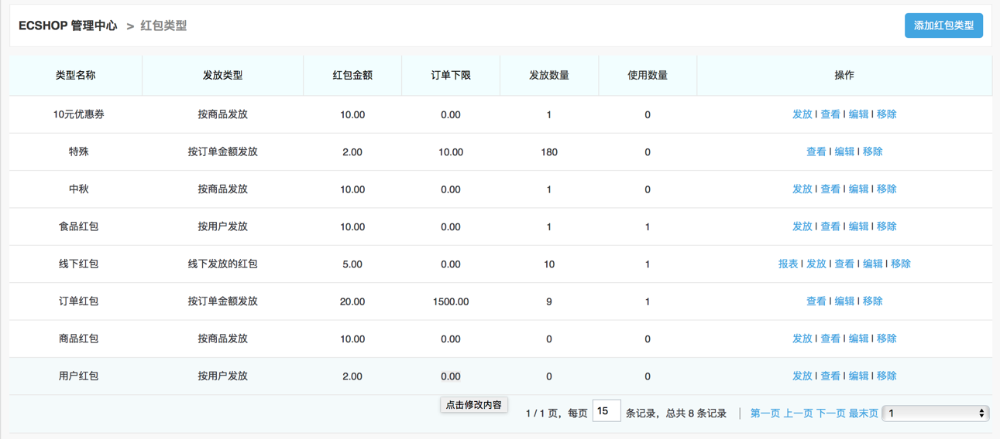 ECSHOP 管理中心 > 红包类型 添加红包类型
类型名称 发放类型 红包金额 订单下限 发放数量 使用数量 操作
10元优惠券 按商品发放 10.00 0.00 1 0 发放 | 查看 | 编辑 | 移除
特殊 按订单金额发放 2.00 10.00 180 0 查看 | 编辑 | 移除
中秋 按商品发放 10.00 0.00 1 0 发放 | 查看 | 编辑 | 移除
食品红包 按用户发放 10.00 0.00 1 1 发放 | 查看 | 编辑 | 移除
线下红包 线下发放的红包 5.00 0.00 10 1 报表 | 发放 | 查看 | 编辑 | 移除
订单红包 按订单金额发放 20.00 1500.00 9 1 查看 | 编辑 | 移除
商品红包 按商品发放 10.00 0.00 0 0 发放 | 查看 | 编辑 | 移除
用户红包 按用户发放 2.00 0.00 0 0 发放 | 查看 | 编辑 | 移除
点击修改内容
1 / 1 页，每页 15 条记录，总共 8 条记录 | 第一页 上一页 下一页 最末页 1